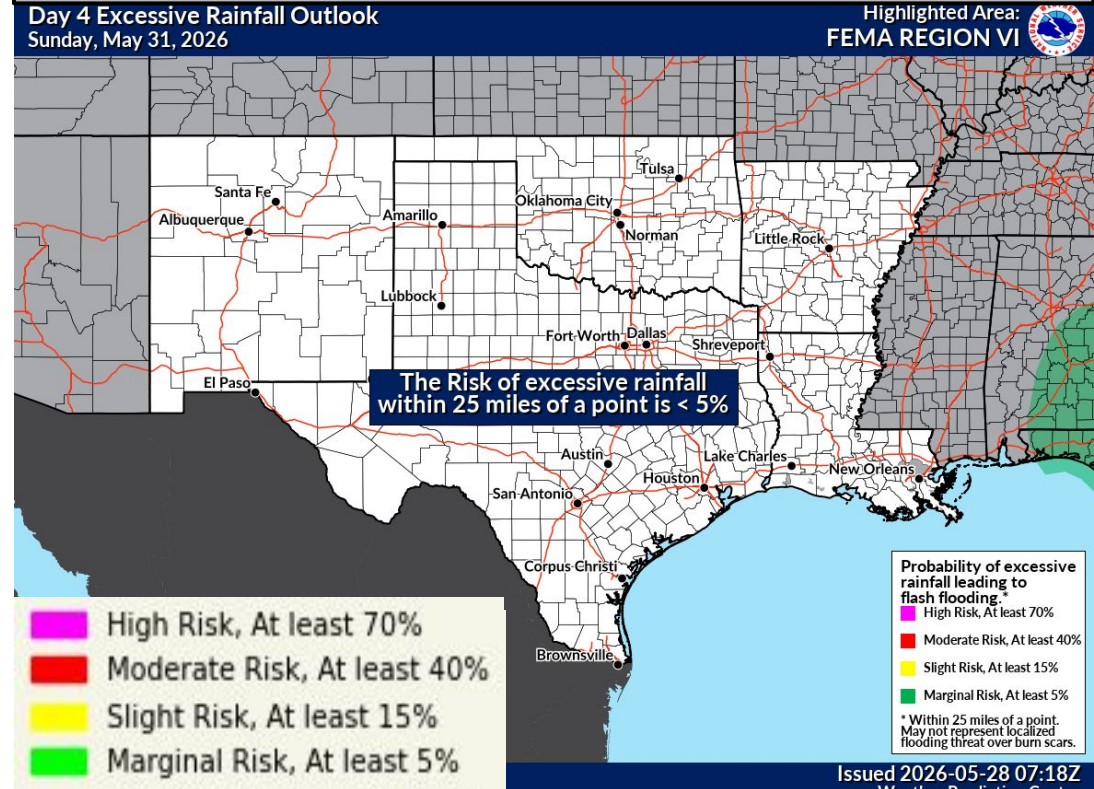 Day 4 Excessive Rainfall Outlook
Sunday, May 31, 2026
Highlighted Area:
FEMA REGION VI
Tulsa
Santa Fe
Oklahoma City
Albuquerque
Amarillo
Norman
Little Rock
Lubbock
Fort Worth
Dallas
Shreveport
El Paso
The Risk of excessive rainfall
within 25 miles of a point is < 5%
Austin
Lake Charles
New Orleans
Houston
San Antonio
Corpus Christi
Brownsville
High Risk, At least 70%
Moderate Risk, At least 40%
Slight Risk, At least 15%
Marginal Risk, At least 5%
Probability of excessive
rainfall leading to
flash flooding.*
High Risk, At least 70%
Moderate Risk, At least 40%
Slight Risk, At least 15%
Marginal Risk, At least 5%
* Within 25 miles of a point.
May not represent localized
flooding threat over burn scars.
Issued 2026-05-28 07:18Z
Weather Prediction Center